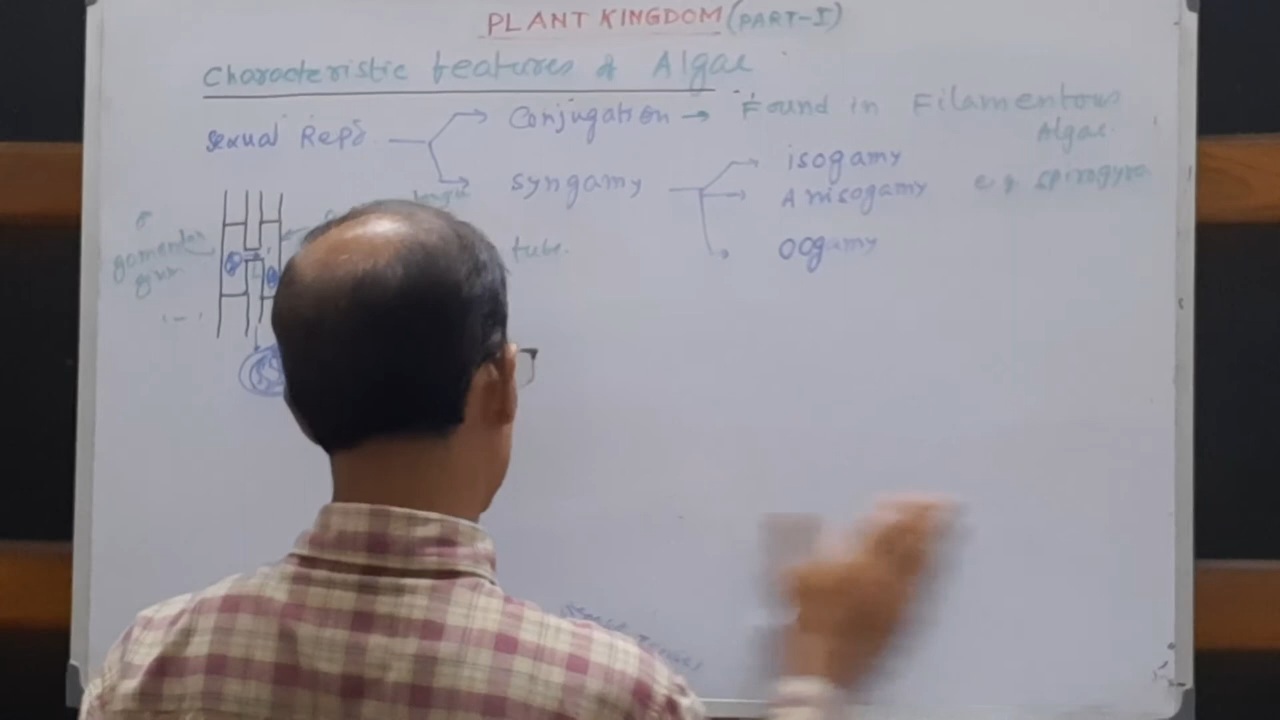 PLANT KINGDOM (PART-I)
Characteristic features of Algae
Sexual Repd
Conjugation → Found in Filamentous
Algae.
syngamy
isogamy
Anisogamy
e.g. spirogyra
oogamy
tube.